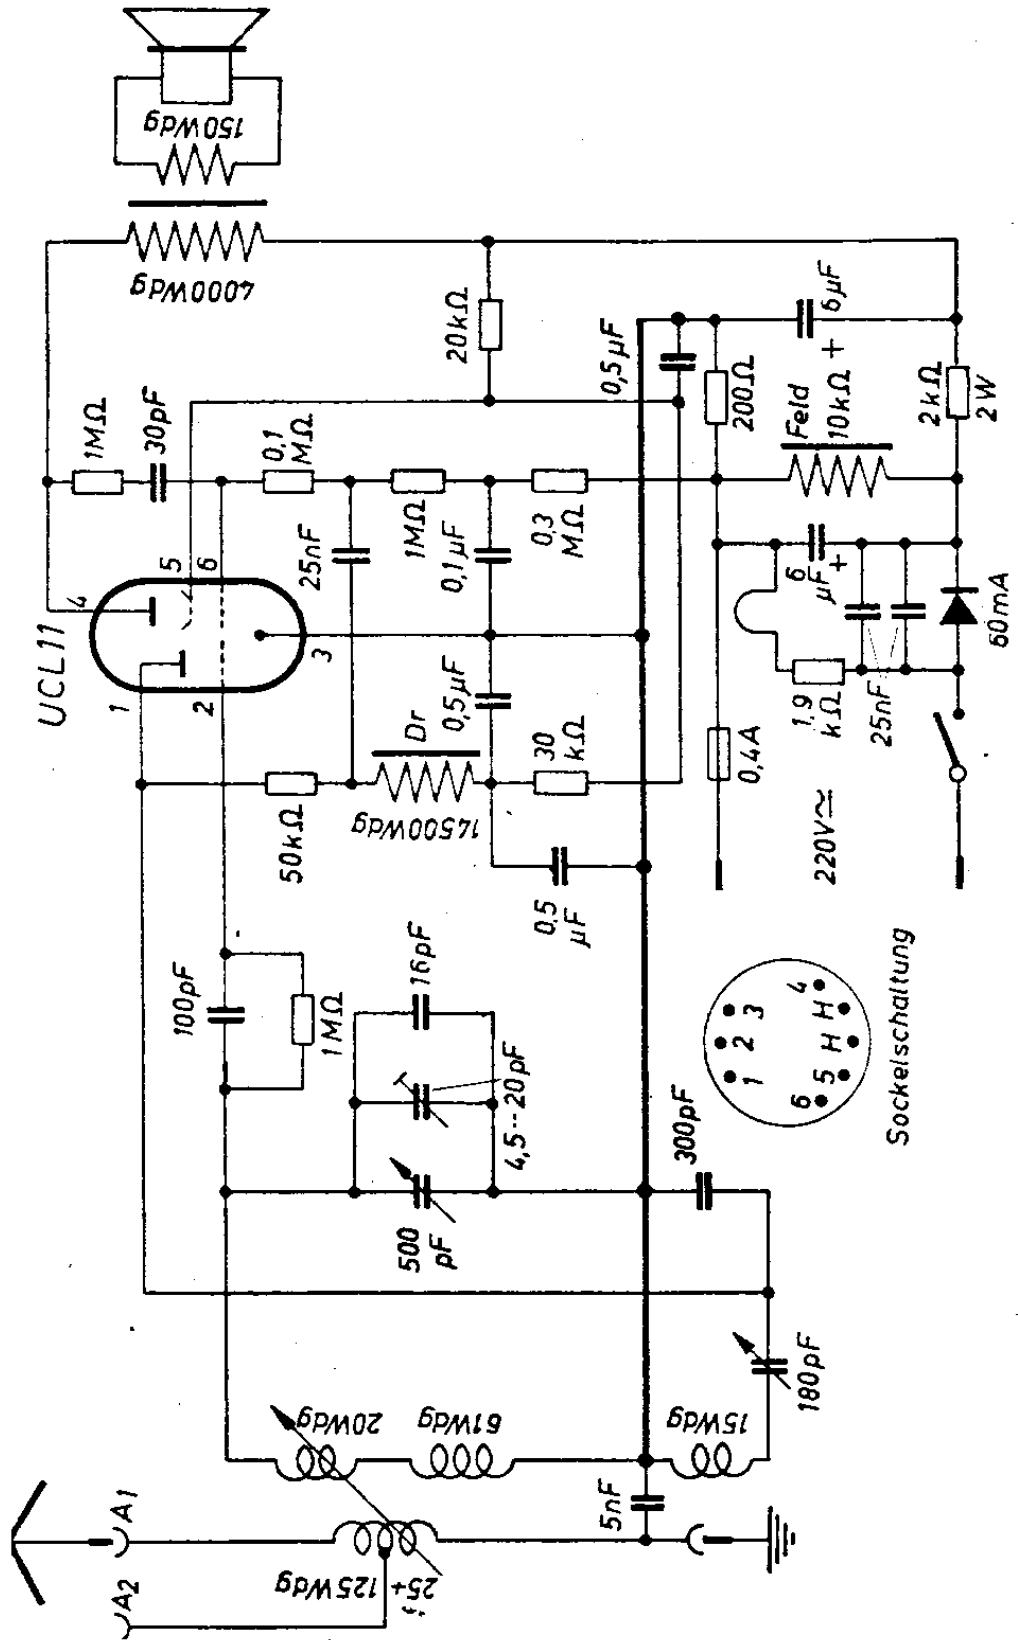 UCL11
1
2
3
4
5
6
100pF
1MΩ
50kΩ
Dr
14500Wdg
25nF
0,5µF
30
kΩ
0,5
µF
1MΩ
30pF
0,1
MΩ
1MΩ
0,1µF
0,3
MΩ
20kΩ
4000Wdg
150Wdg
0,5µF
200Ω
6µF
+
Feld
10kΩ
2kΩ
2W
6
µF
+
1,9
kΩ
25nF
60mA
0,4A
220V≂
16pF
4,5--20pF
500
pF
300pF
180pF
20Wdg
61Wdg
15Wdg
5nF
A1
A2
25+
125Wdg
1
2
3
4
H
H
5
6
Sockelschaltung